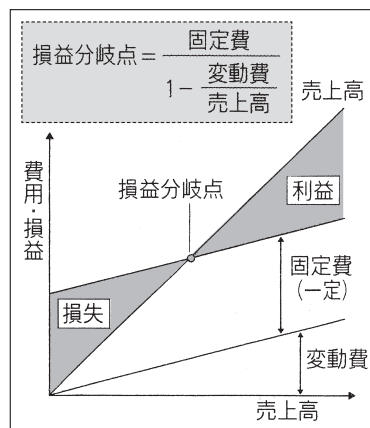 損益分岐点＝固定費／1－変動費／売上高
売上高
費用・損益
損益分岐点
利益
固定費
(一定)
損失
変動費
売上高